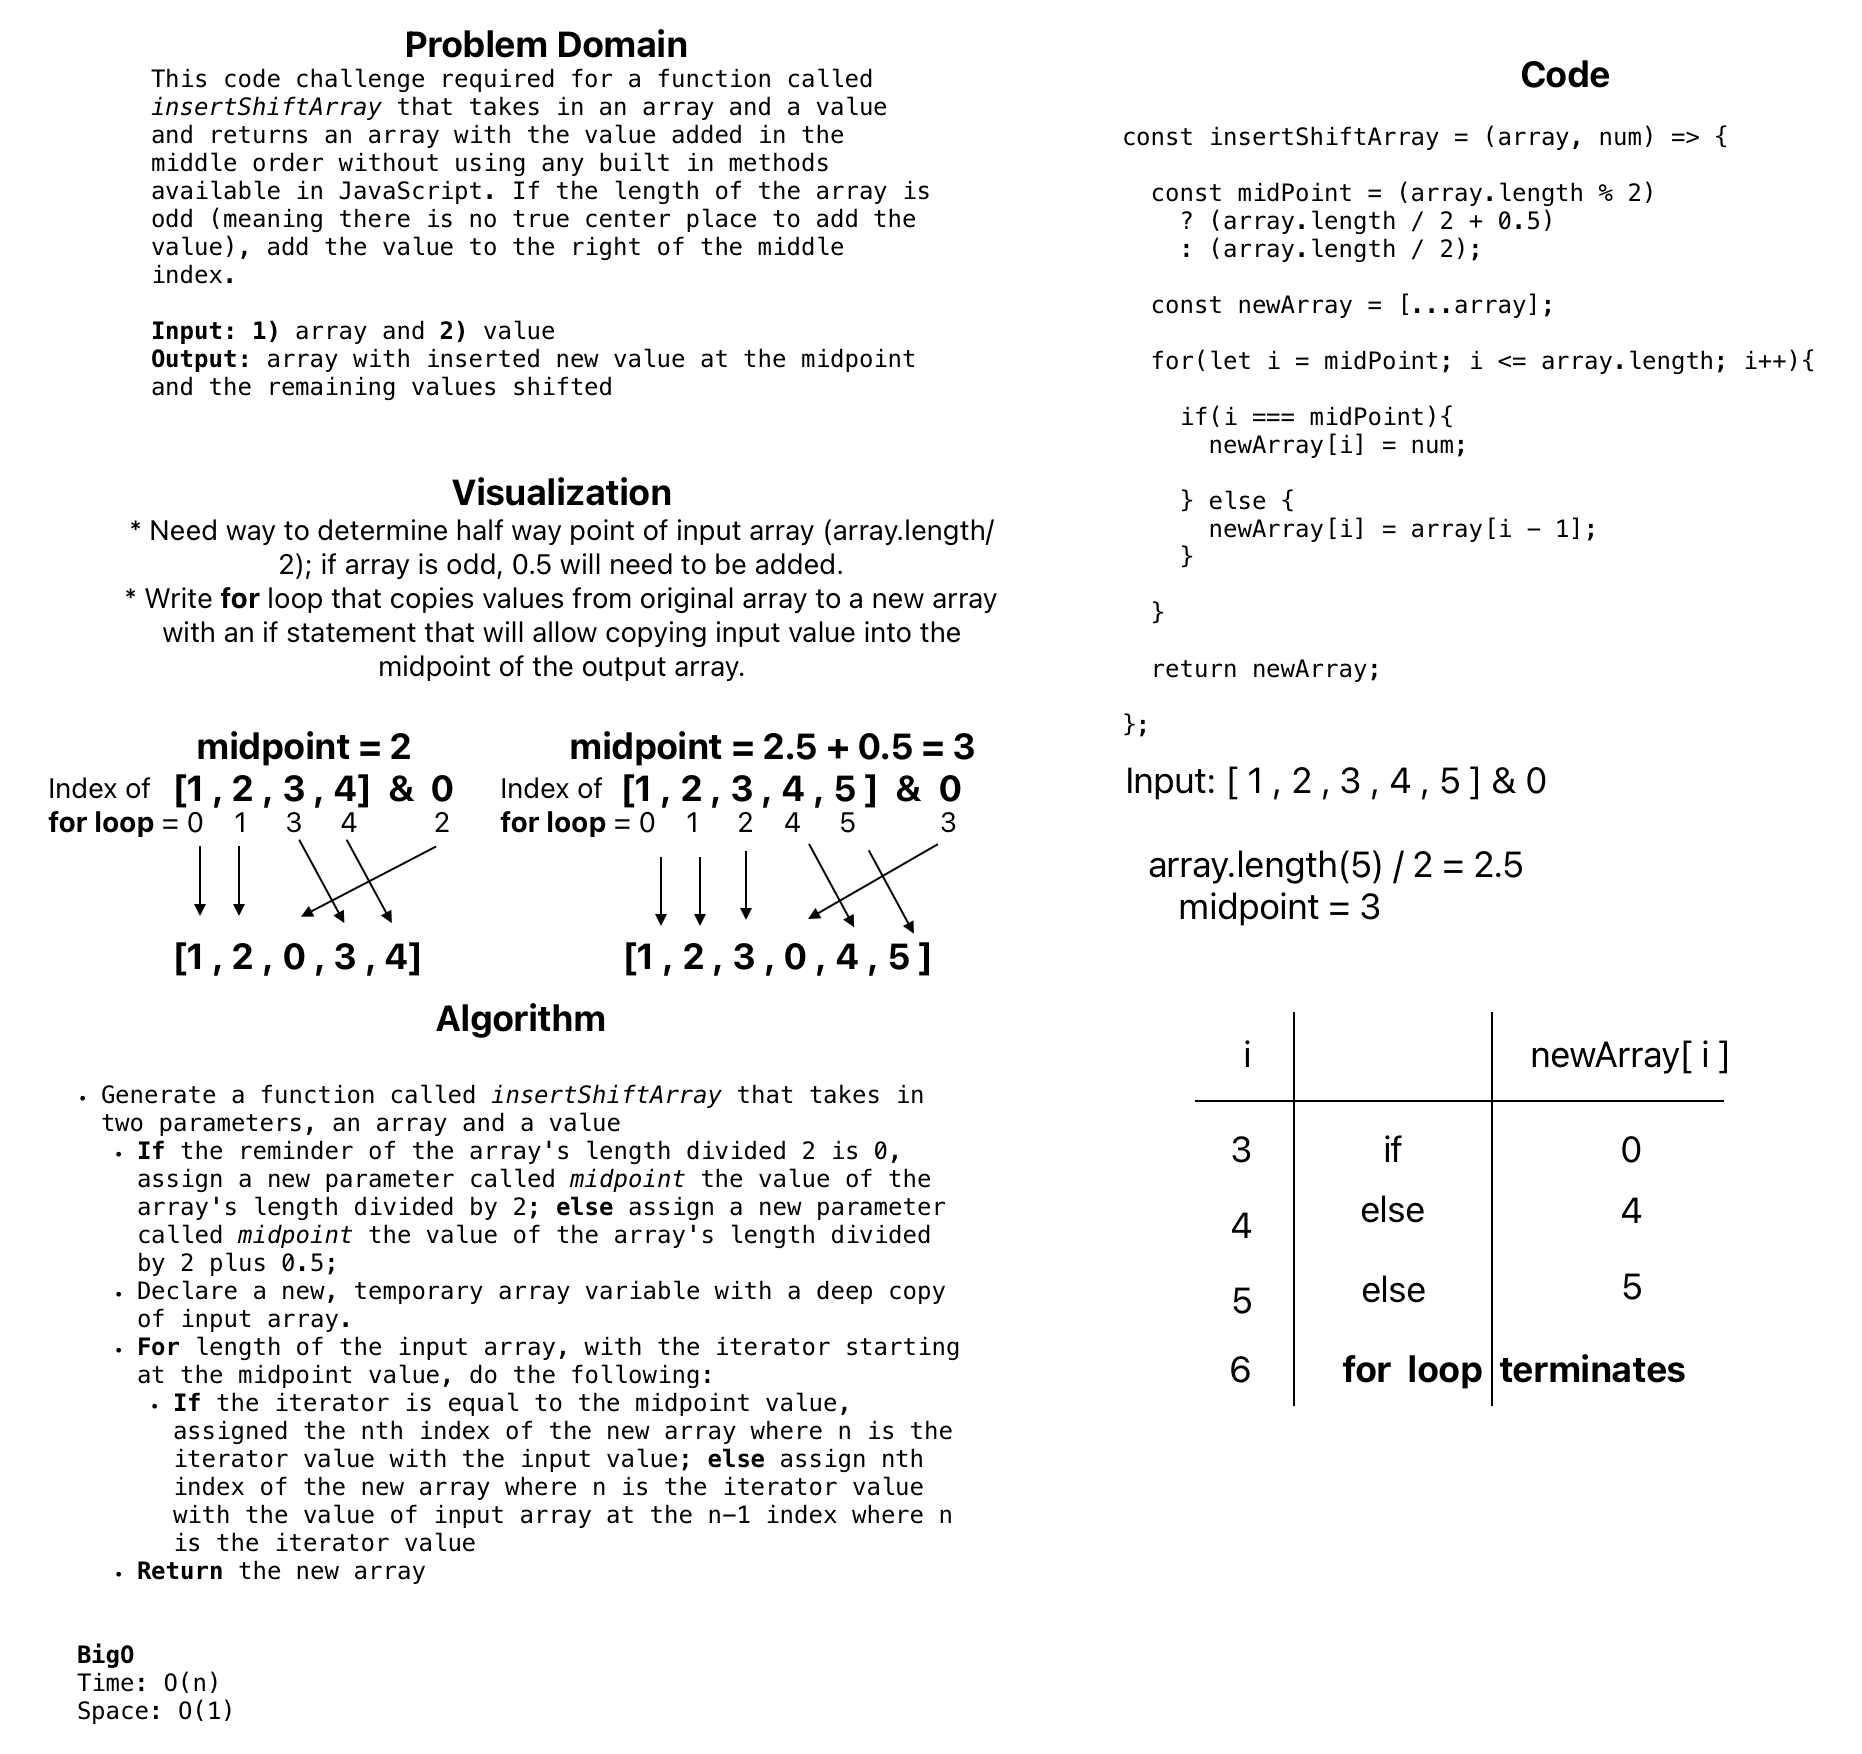 Problem Domain
This code challenge required for a function called
insertShiftArray that takes in an array and a value
and returns an array with the value added in the
middle order without using any built in methods
available in JavaScript. If the length of the array is
odd (meaning there is no true center place to add the
value), add the value to the right of the middle
index.
Input: 1) array and 2) value
Output: array with inserted new value at the midpoint
and the remaining values shifted
Visualization
* Need way to determine half way point of input array (array.length/
2); if array is odd, 0.5 will need to be added.
* Write for loop that copies values from original array to a new array
with an if statement that will allow copying input value into the
midpoint of the output array.
midpoint = 2
Index of [1 , 2 , 3 , 4] & 0
for loop = 0 1 3 4 2
[1 , 2 , 0 , 3 , 4]
midpoint = 2.5 + 0.5 = 3
Index of [1 , 2 , 3 , 4 , 5 ] & 0
for loop = 0 1 2 4 5 3
[1 , 2 , 3 , 0 , 4 , 5 ]
Algorithm
• Generate a function called insertShiftArray that takes in
two parameters, an array and a value
• If the reminder of the array's length divided 2 is 0,
assign a new parameter called midpoint the value of the
array's length divided by 2; else assign a new parameter
called midpoint the value of the array's length divided
by 2 plus 0.5;
• Declare a new, temporary array variable with a deep copy
of input array.
• For length of the input array, with the iterator starting
at the midpoint value, do the following:
• If the iterator is equal to the midpoint value,
assigned the nth index of the new array where n is the
iterator value with the input value; else assign nth
index of the new array where n is the iterator value
with the value of input array at the n-1 index where n
is the iterator value
• Return the new array
BigO
Time: O(n)
Space: O(1)
Code
const insertShiftArray = (array, num) => {
const midPoint = (array.length % 2)
? (array.length / 2 + 0.5)
: (array.length / 2);
const newArray = [...array];
for(let i = midPoint; i <= array.length; i++){
if(i === midPoint){
newArray[i] = num;
} else {
newArray[i] = array[i - 1];
}
}
return newArray;
};
Input: [ 1 , 2 , 3 , 4 , 5 ] & 0
array.length(5) / 2 = 2.5
midpoint = 3
i newArray[ i ]
3 if 0
4 else 4
5 else 5
6 for loop terminates